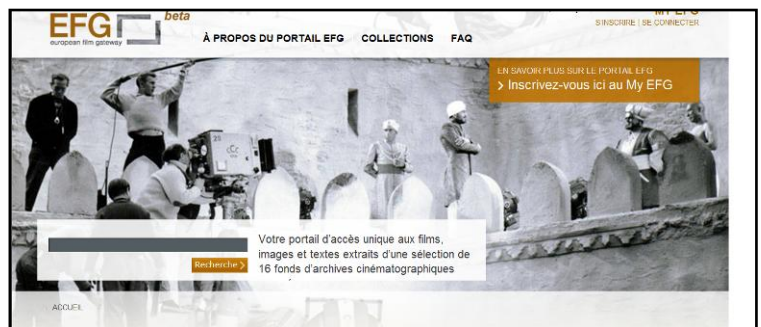 EFG beta
european film gateway
MY EFG
S'INSCRIRE | SE CONNECTER
À PROPOS DU PORTAIL EFG COLLECTIONS FAQ
EN SAVOIR PLUS SUR LE PORTAIL EFG
> Inscrivez-vous ici au My EFG
Votre portail d'accès unique aux films,
images et textes extraits d'une sélection de
Recherche > 16 fonds d'archives cinématographiques
ACCUEIL